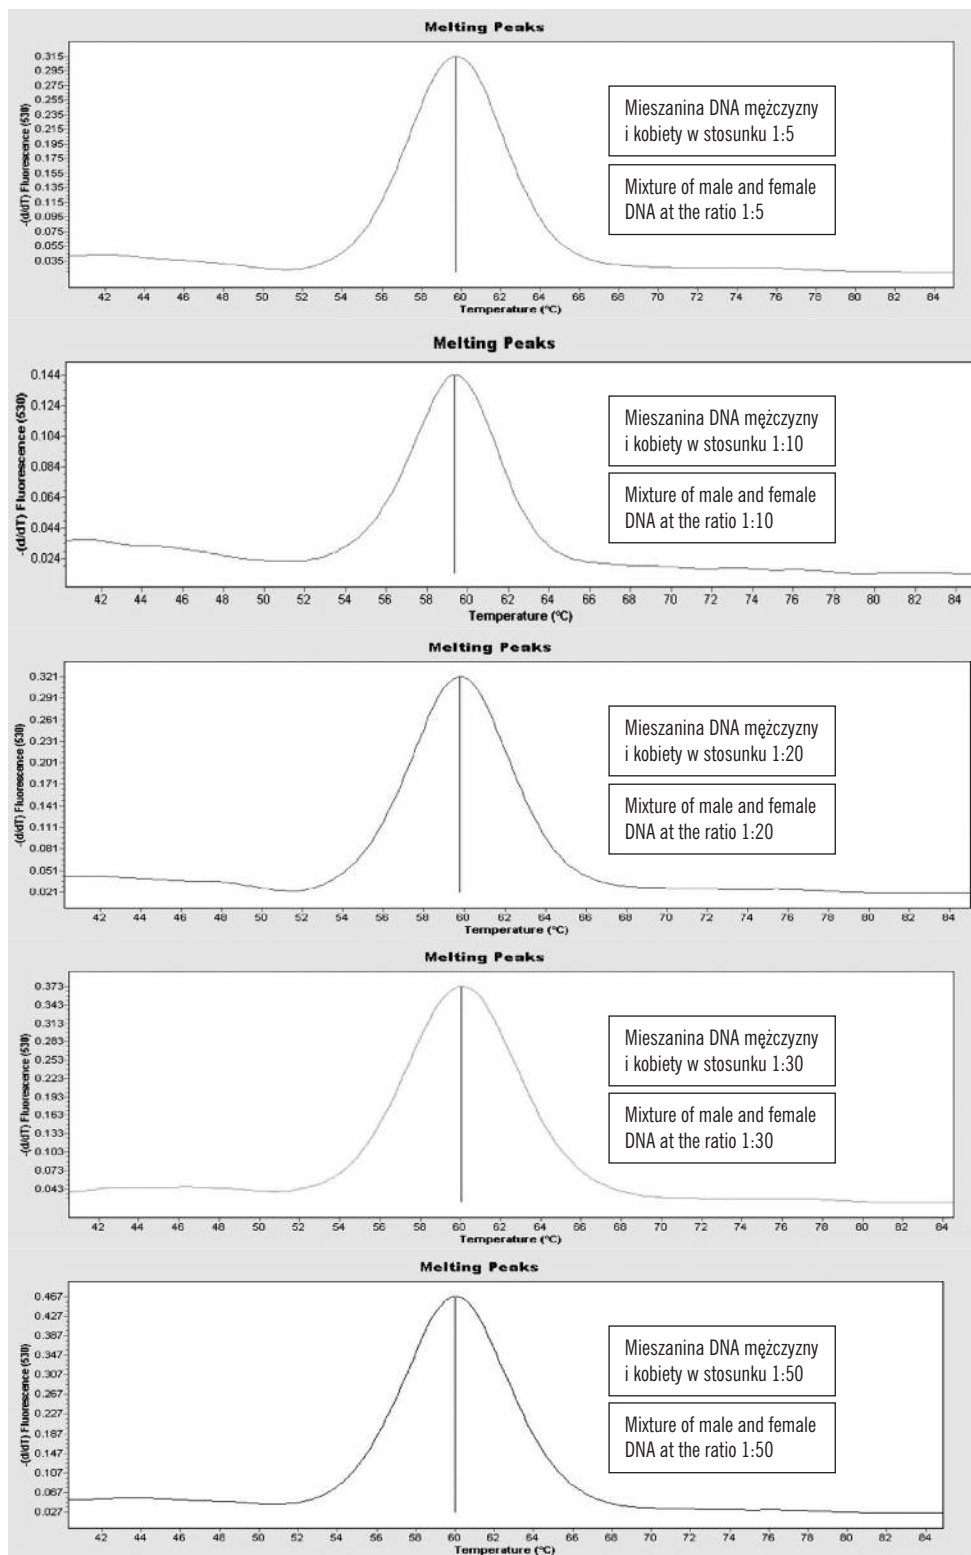 Melting Peaks
-(d/dT) Fluorescence (530)
0.315
0.295
0.275
0.255
0.235
0.215
0.195
0.175
0.155
0.135
0.115
0.095
0.075
0.055
0.035
Mieszanina DNA mężczyzny
i kobiety w stosunku 1:5
Mixture of male and female
DNA at the ratio 1:5
42 44 46 48 50 52 54 56 58 60 62 64 66 68 70 72 74 76 78 80 82 84
Temperature (ºC)
Melting Peaks
-(d/dT) Fluorescence (530)
0.144
0.124
0.104
0.084
0.064
0.044
0.024
Mieszanina DNA mężczyzny
i kobiety w stosunku 1:10
Mixture of male and female
DNA at the ratio 1:10
42 44 46 48 50 52 54 56 58 60 62 64 66 68 70 72 74 76 78 80 82 84
Temperature (ºC)
Melting Peaks
-(d/dT) Fluorescence (530)
0.321
0.291
0.261
0.231
0.201
0.171
0.141
0.111
0.081
0.051
0.021
Mieszanina DNA mężczyzny
i kobiety w stosunku 1:20
Mixture of male and female
DNA at the ratio 1:20
42 44 46 48 50 52 54 56 58 60 62 64 66 68 70 72 74 76 78 80 82 84
Temperature (ºC)
Melting Peaks
-(d/dT) Fluorescence (530)
0.373
0.343
0.313
0.283
0.253
0.223
0.193
0.163
0.133
0.103
0.073
0.043
Mieszanina DNA mężczyzny
i kobiety w stosunku 1:30
Mixture of male and female
DNA at the ratio 1:30
42 44 46 48 50 52 54 56 58 60 62 64 66 68 70 72 74 76 78 80 82 84
Temperature (ºC)
Melting Peaks
-(d/dT) Fluorescence (530)
0.467
0.427
0.387
0.347
0.307
0.267
0.227
0.187
0.147
0.107
0.067
0.027
Mieszanina DNA mężczyzny
i kobiety w stosunku 1:50
Mixture of male and female
DNA at the ratio 1:50
42 44 46 48 50 52 54 56 58 60 62 64 66 68 70 72 74 76 78 80 82 84
Temperature (ºC)